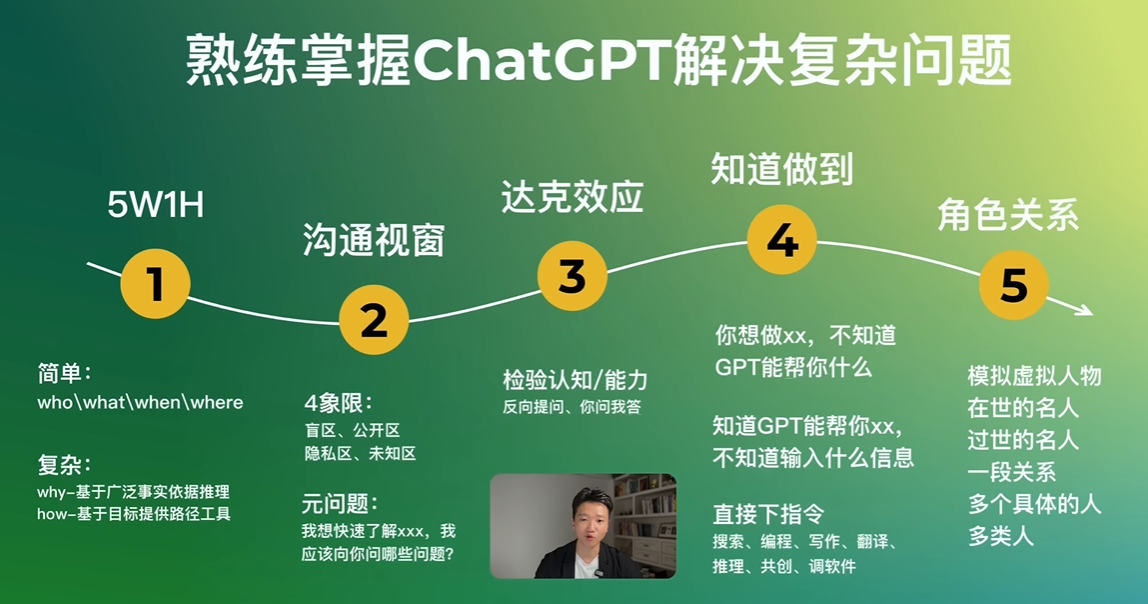 熟练掌握ChatGPT解决复杂问题
5W1H
1
简单：
who\what\when\where
复杂：
why-基于广泛事实依据推理
how-基于目标提供路径工具
沟通视窗
2
4象限：
盲区、公开区
隐私区、未知区
元问题：
我想快速了解xxx，我
应该向你问哪些问题?
达克效应
3
检验认知/能力
反向提问、你问我答
知道做到
4
你想做xx，不知道
GPT能帮你什么
知道GPT能帮你xx，
不知道输入什么信息
直接下指令
搜索、编程、写作、翻译、
推理、共创、调软件
角色关系
5
模拟虚拟人物
在世的名人
过世的名人
一段关系
多个具体的人
多类人